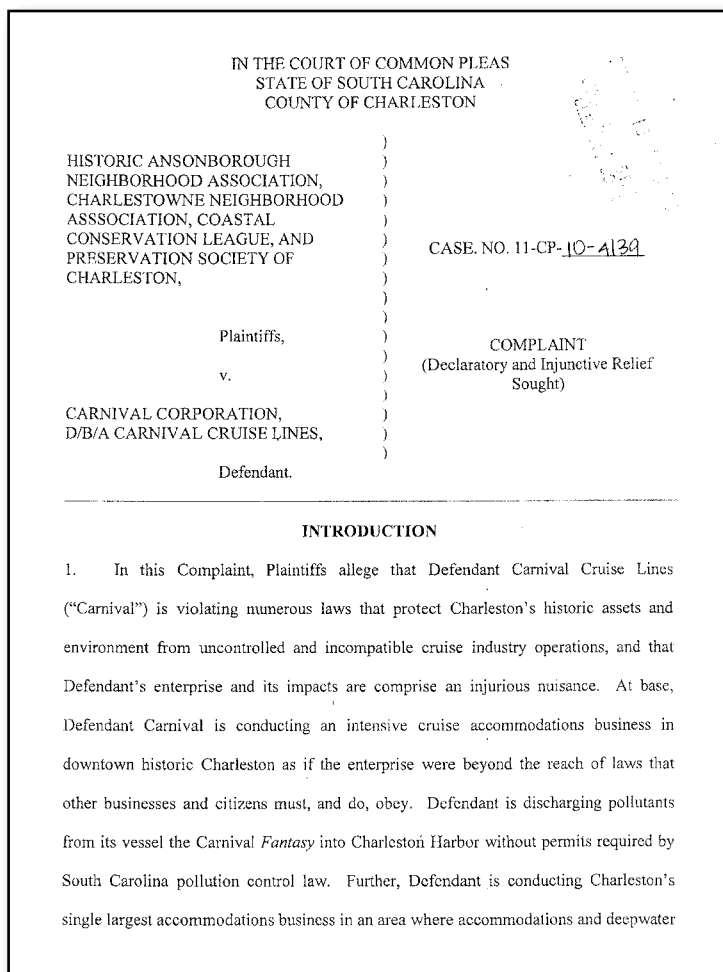 IN THE COURT OF COMMON PLEAS
STATE OF SOUTH CAROLINA
COUNTY OF CHARLESTON
HISTORIC ANSONBOROUGH
NEIGHBORHOOD ASSOCIATION,
CHARLESTOWNE NEIGHBORHOOD
ASSSOCIATION, COASTAL
CONSERVATION LEAGUE, AND
PRESERVATION SOCIETY OF
CHARLESTON,
Plaintiffs,
v.
CARNIVAL CORPORATION,
D/B/A CARNIVAL CRUISE LINES,
Defendant.
CASE. NO. 11-CP-10-4139
COMPLAINT
(Declaratory and Injunctive Relief
Sought)
INTRODUCTION
1. In this Complaint, Plaintiffs allege that Defendant Carnival Cruise Lines
(“Carnival”) is violating numerous laws that protect Charleston’s historic assets and
environment from uncontrolled and incompatible cruise industry operations, and that
Defendant’s enterprise and its impacts are comprise an injurious nuisance. At base,
Defendant Carnival is conducting an intensive cruise accommodations business in
downtown historic Charleston as if the enterprise were beyond the reach of laws that
other businesses and citizens must, and do, obey. Defendant is discharging pollutants
from its vessel the Carnival Fantasy into Charleston Harbor without permits required by
South Carolina pollution control law. Further, Defendant is conducting Charleston’s
single largest accommodations business in an area where accommodations and deepwater